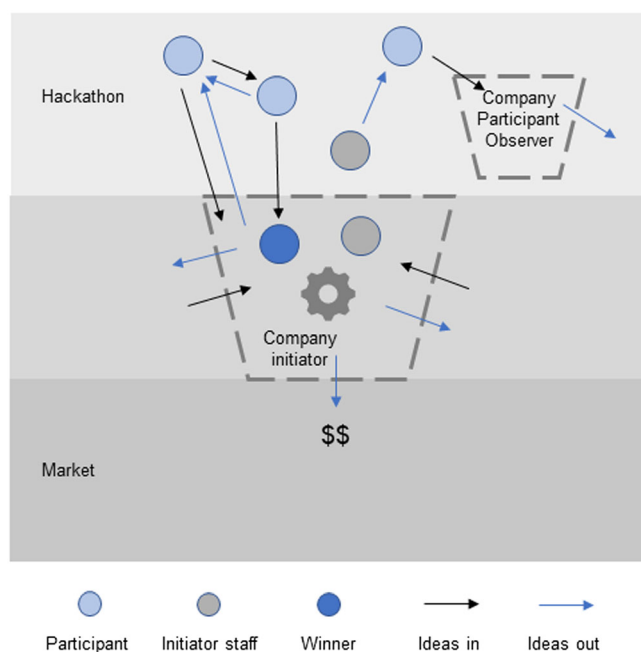 Hackathon
Company
Participant
Observer
Company
initiator
$$
Market
Participant
Initiator staff
Winner
Ideas in
Ideas out